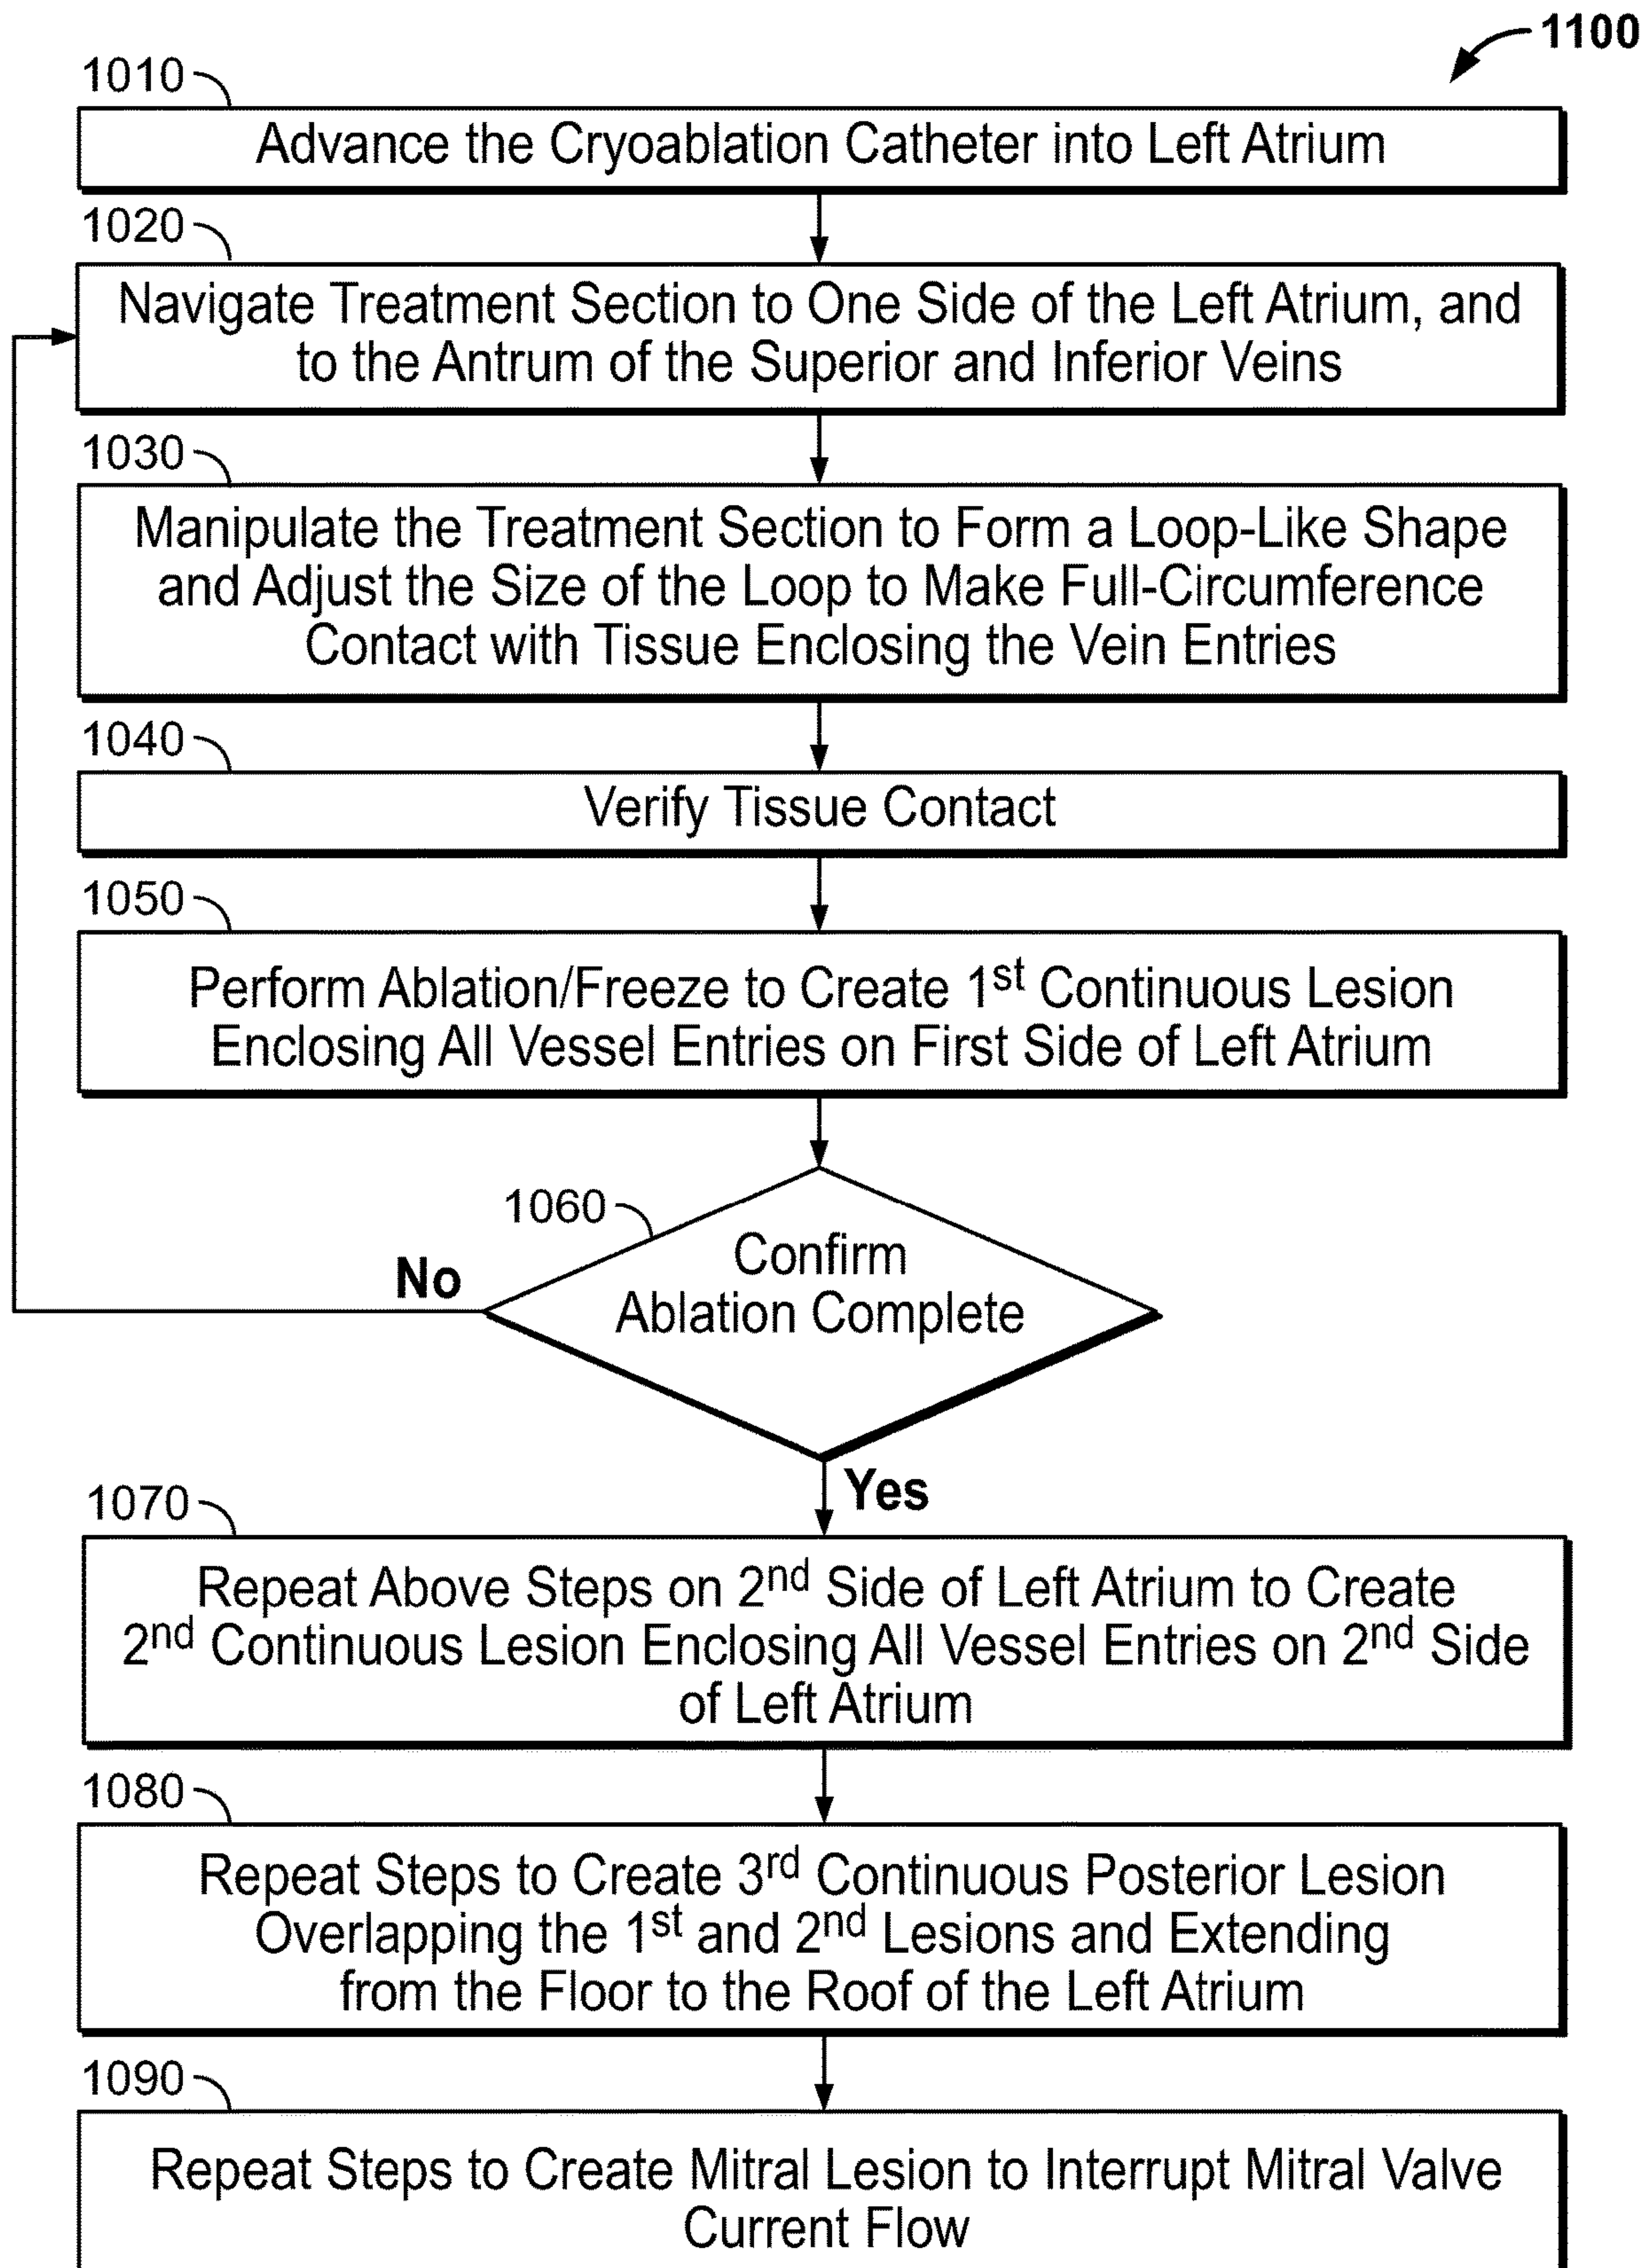 1100
1010
Advance the Cryoablation Catheter into Left Atrium
1020
Navigate Treatment Section to One Side of the Left Atrium, and
to the Antrum of the Superior and Inferior Veins
1030
Manipulate the Treatment Section to Form a Loop-Like Shape
and Adjust the Size of the Loop to Make Full-Circumference
Contact with Tissue Enclosing the Vein Entries
1040
Verify Tissue Contact
1050
Perform Ablation/Freeze to Create 1st Continuous Lesion
Enclosing All Vessel Entries on First Side of Left Atrium
1060
Confirm
Ablation Complete
No
Yes
1070
Repeat Above Steps on 2nd Side of Left Atrium to Create
2nd Continuous Lesion Enclosing All Vessel Entries on 2nd Side
of Left Atrium
1080
Repeat Steps to Create 3rd Continuous Posterior Lesion
Overlapping the 1st and 2nd Lesions and Extending
from the Floor to the Roof of the Left Atrium
1090
Repeat Steps to Create Mitral Lesion to Interrupt Mitral Valve
Current Flow